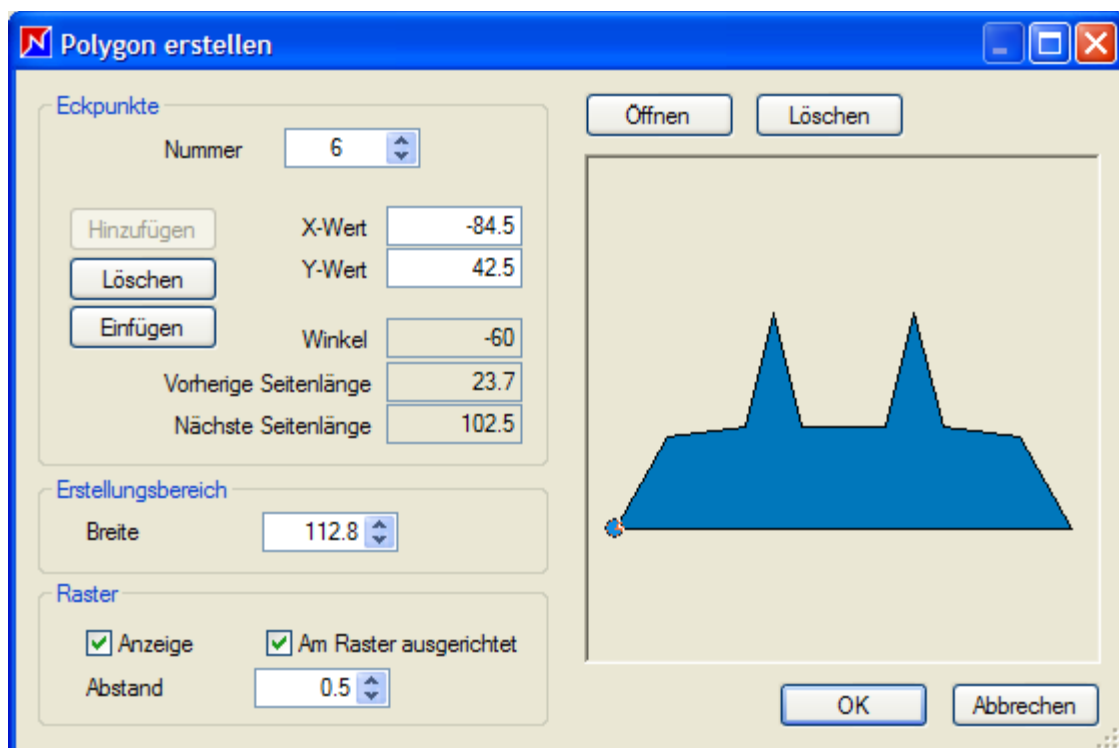 Polygon erstellen
Eckpunkte
Nummer 6
Hinzufügen
Löschen
Einfügen
X-Wert -84.5
Y-Wert 42.5
Winkel -60
Vorherige Seitenlänge 23.7
Nächste Seitenlänge 102.5
Erstellungsbereich
Breite 112.8
Raster
Anzeige
Am Raster ausgerichtet
Abstand 0.5
Öffnen
Löschen
OK
Abbrechen